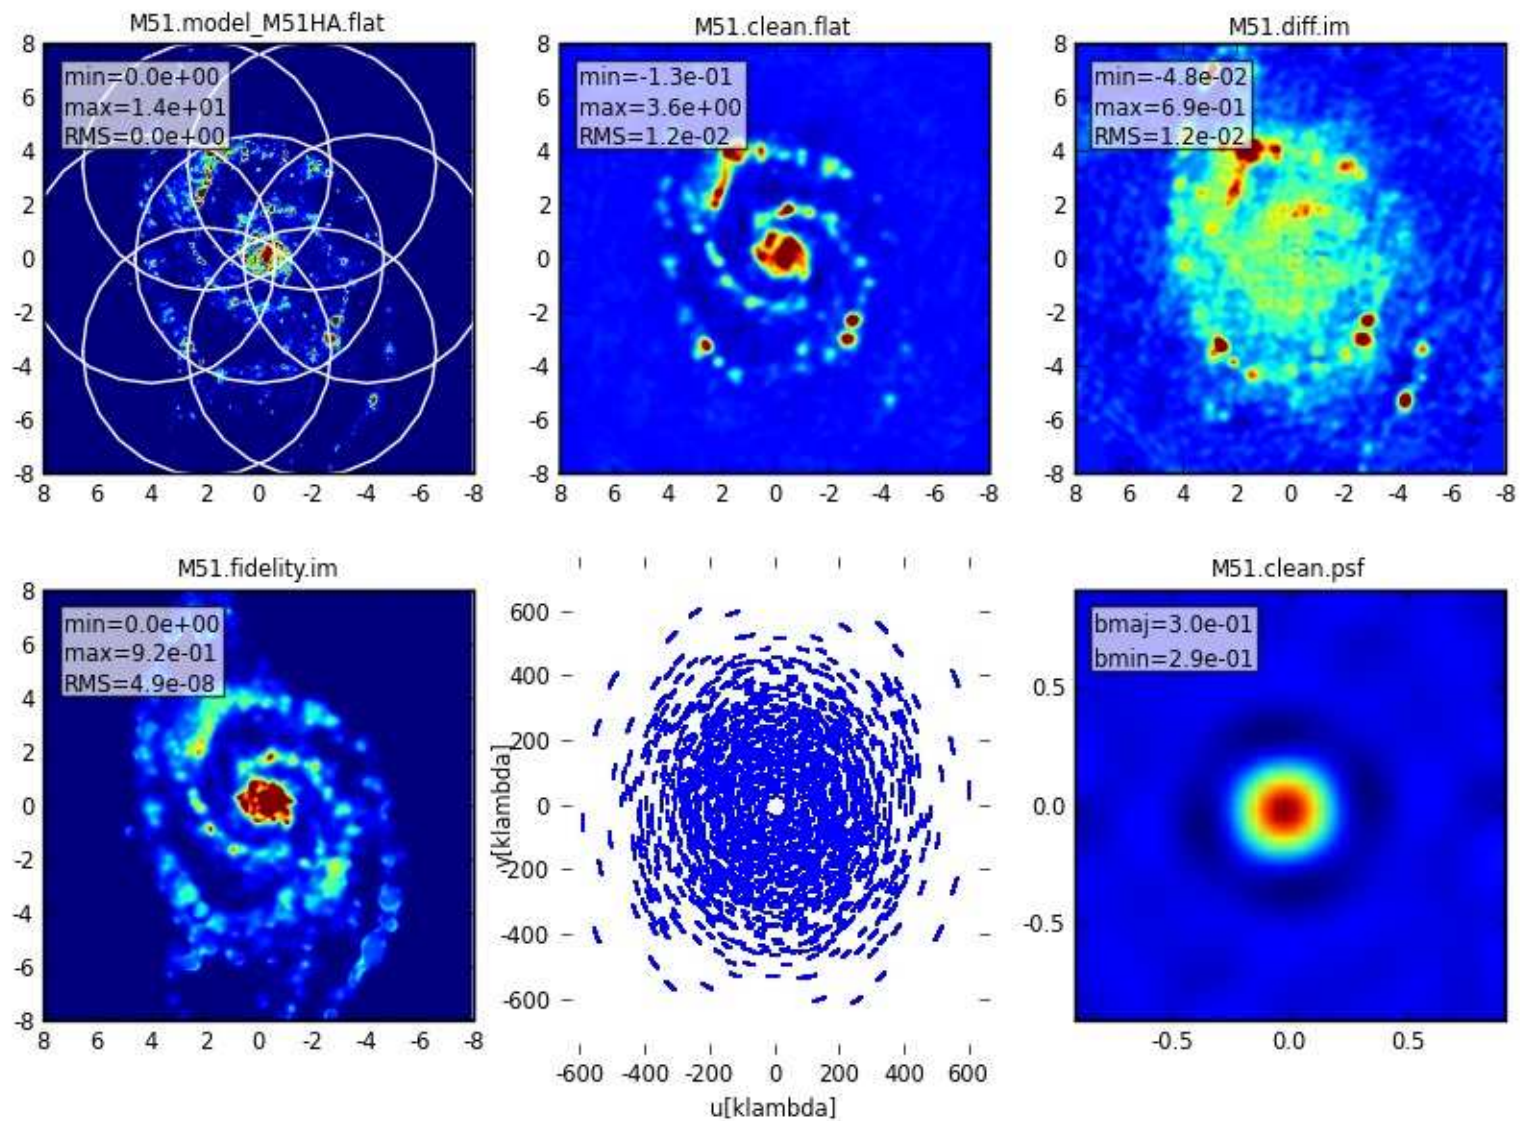 M51.model_M51HA.flat
min=0.0e+00
max=1.4e+01
RMS=0.0e+00
8
6
4
2
0
-2
-4
-6
-8
8 6 4 2 0 -2 -4 -6 -8
M51.clean.flat
min=-1.3e-01
max=3.6e+00
RMS=1.2e-02
8
6
4
2
0
-2
-4
-6
-8
8 6 4 2 0 -2 -4 -6 -8
M51.diff.im
min=-4.8e-02
max=6.9e-01
RMS=1.2e-02
8
6
4
2
0
-2
-4
-6
-8
8 6 4 2 0 -2 -4 -6 -8
M51.fidelity.im
min=0.0e+00
max=9.2e-01
RMS=4.9e-08
8
6
4
2
0
-2
-4
-6
-8
8 6 4 2 0 -2 -4 -6 -8
v[klambda]
600
400
200
0
-200
-400
-600
-600 -400 -200 0 200 400 600
u[klambda]
M51.clean.psf
bmaj=3.0e-01
bmin=2.9e-01
0.5
0.0
-0.5
-0.5 0.0 0.5